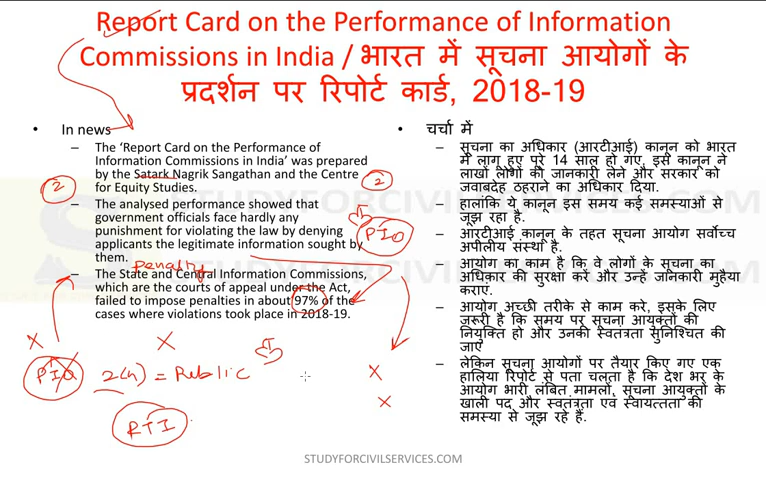 Report Card on the Performance of Information
Commissions in India / भारत में सूचना आयोगों के
प्रदर्शन पर रिपोर्ट कार्ड, 2018-19
• In news
– The ‘Report Card on the Performance of
Information Commissions in India’ was prepared
by the Satark Nagrik Sangathan and the Centre
for Equity Studies.
– The analysed performance showed that
government officials face hardly any
punishment for violating the law by denying
applicants the legitimate information sought by
them.
– The State and Central Information Commissions,
which are the courts of appeal under the Act,
failed to impose penalties in about 97% of the
cases where violations took place in 2018-19.
2
2
PIO
Penalty
PIO
2(h) = Public
RTI
• चर्चा में
– सूचना का अधिकार (आरटीआई) कानून को भारत
में लागू हुए पूरे 14 साल हो गए, इस कानून ने
लाखों लोगों को जानकारी लेने और सरकार को
जवाबदेह ठहराने का अधिकार दिया.
– हालांकि ये कानून इस समय कई समस्याओं से
जूझ रहा है.
– आरटीआई कानून के तहत सूचना आयोग सर्वोच्च
अपीलीय संस्था है.
– आयोग का काम है कि वे लोगों के सूचना का
अधिकार की सुरक्षा करें और उन्हें जानकारी मुहैया
कराएं.
– आयोग अच्छी तरीके से काम करे, इसके लिए
ज़रूरी है कि समय पर सूचना आयुक्तों की
नियुक्ति हो और उनकी स्वतंत्रता सुनिश्चित की
जाए
– लेकिन सूचना आयोगों पर तैयार किए गए एक
हालिया रिपोर्ट से पता चलता है कि देश भर के
आयोग भारी लंबित मामलों, सूचना आयुक्तों के
खाली पद और स्वतंत्रता एवं स्वायत्तता की
समस्या से जूझ रहे हैं.
STUDYFORCIVILSERVICES.COM